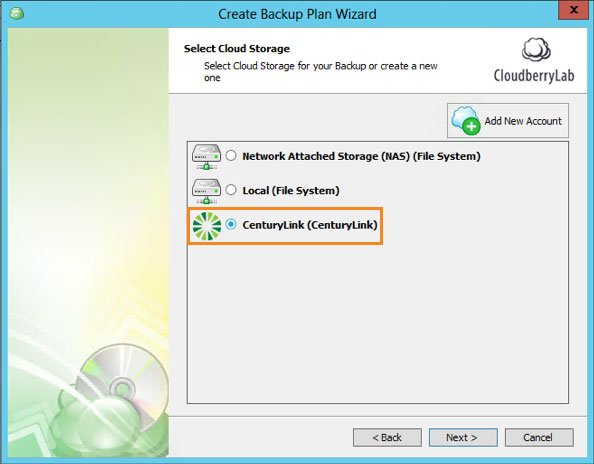 Create Backup Plan Wizard
x
Select Cloud Storage
Select Cloud Storage for your Backup or create a new
one
CloudberryLab
Add New Account
Network Attached Storage (NAS) (File System)
Local (File System)
CenturyLink (CenturyLink)
< Back
Next >
Cancel